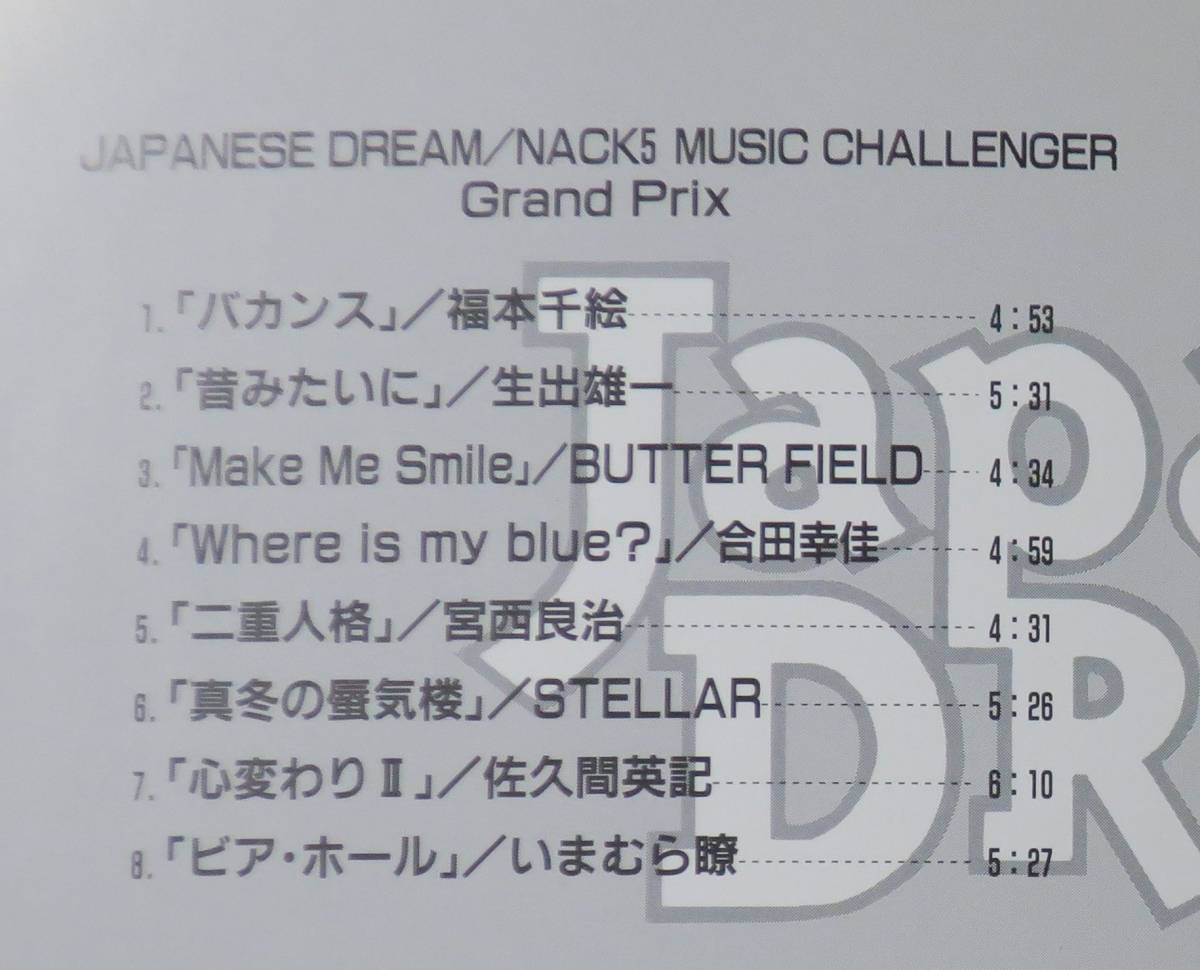 JAPANESE DREAM/NACK5 MUSIC CHALLENGER
Grand Prix
1.「バカンス」/福本千絵 4:53
2.「昔みたいに」/生出雄一 5:31
3.「Make Me Smile」/BUTTER FIELD 4:34
4.「Where is my blue?」/合田幸佳 4:59
5.「二重人格」/宮西良治 4:31
6.「真冬の蜃気楼」/STELLAR 5:26
7.「心変わりⅡ」/佐久間英記 6:10
8.「ビア・ホール」/いまむら瞭 5:27
Jap
DR